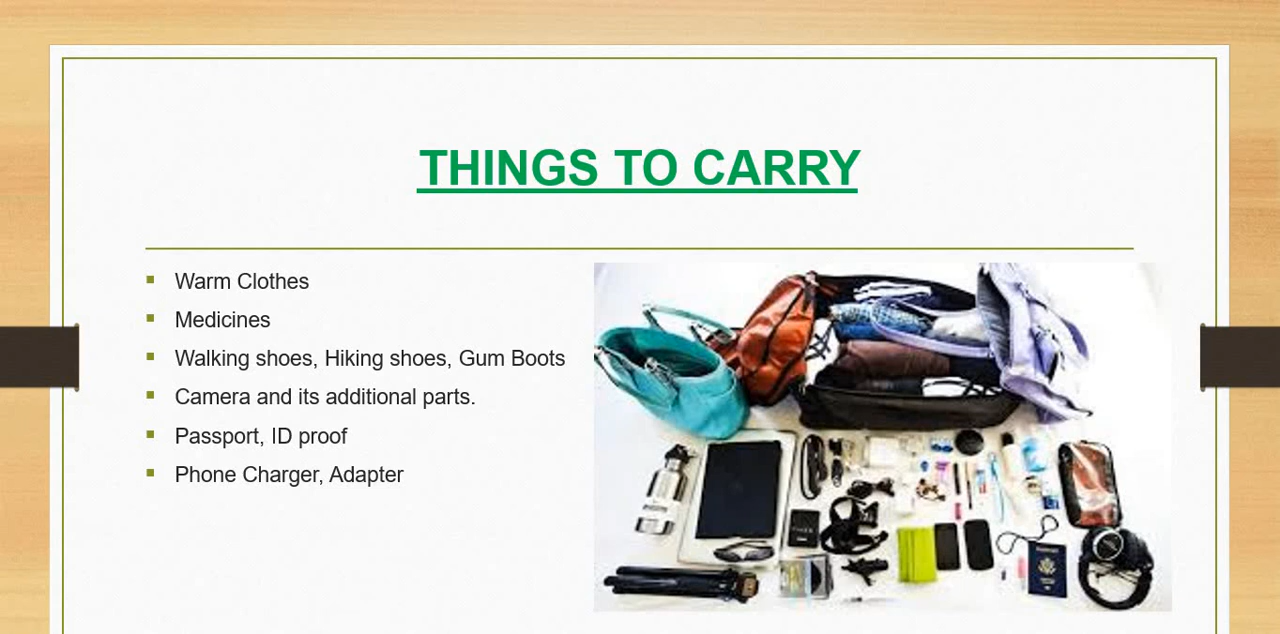 THINGS TO CARRY
Warm Clothes
Medicines
Walking shoes, Hiking shoes, Gum Boots
Camera and its additional parts.
Passport, ID proof
Phone Charger, Adapter